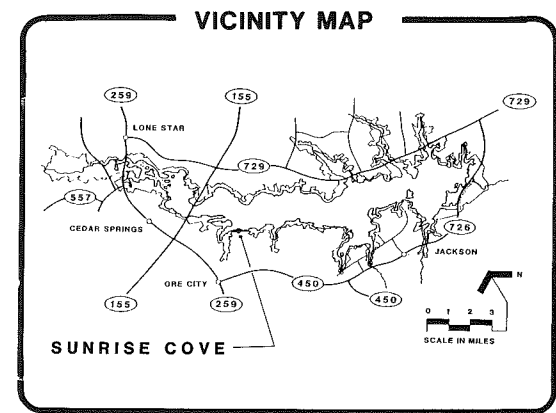 VICINITY MAP
259
155
729
LONE STAR
729
557
CEDAR SPRINGS
726
JACKSON
ORE CITY
450
155
259
450
N
0 1 2 3
SCALE IN MILES
SUNRISE COVE